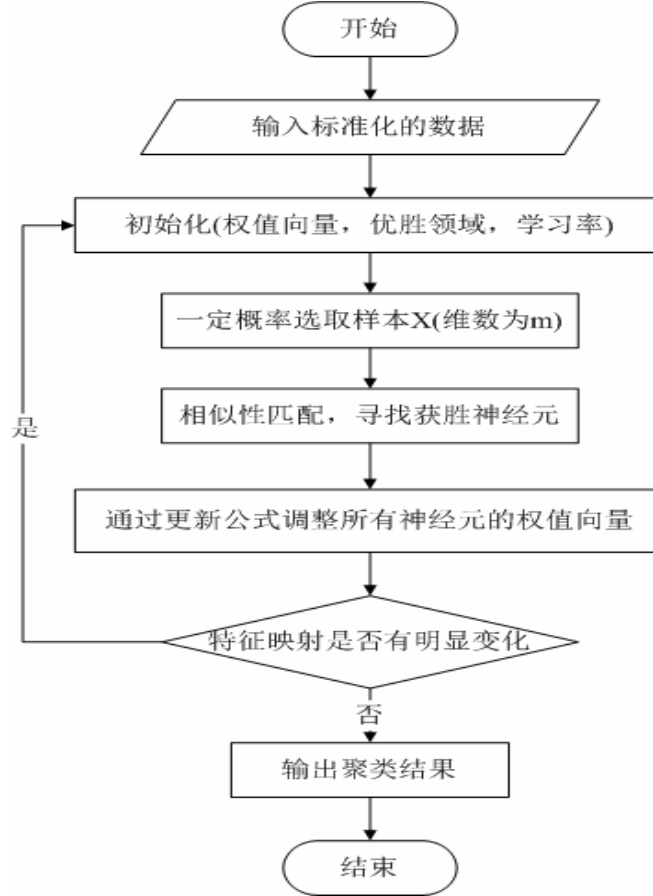 开始
输入标准化的数据
初始化(权值向量，优胜领域，学习率)
一定概率选取样本X(维数为m)
相似性匹配，寻找获胜神经元
是
通过更新公式调整所有神经元的权值向量
特征映射是否有明显变化
否
输出聚类结果
结束